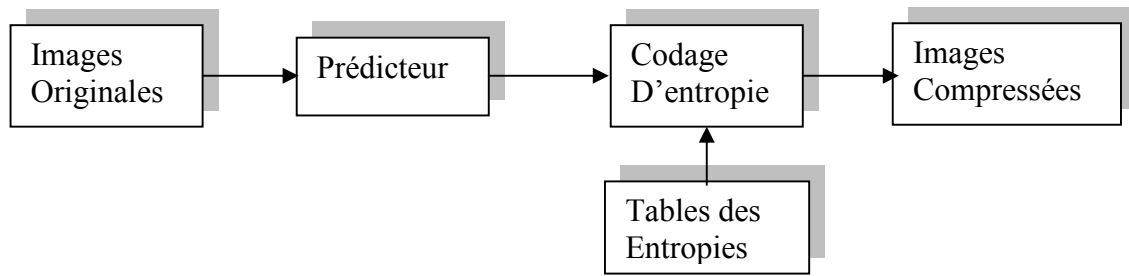 Images
Originales
Prédicteur
Codage
D’entropie
Images
Compressées
Tables des
Entropies